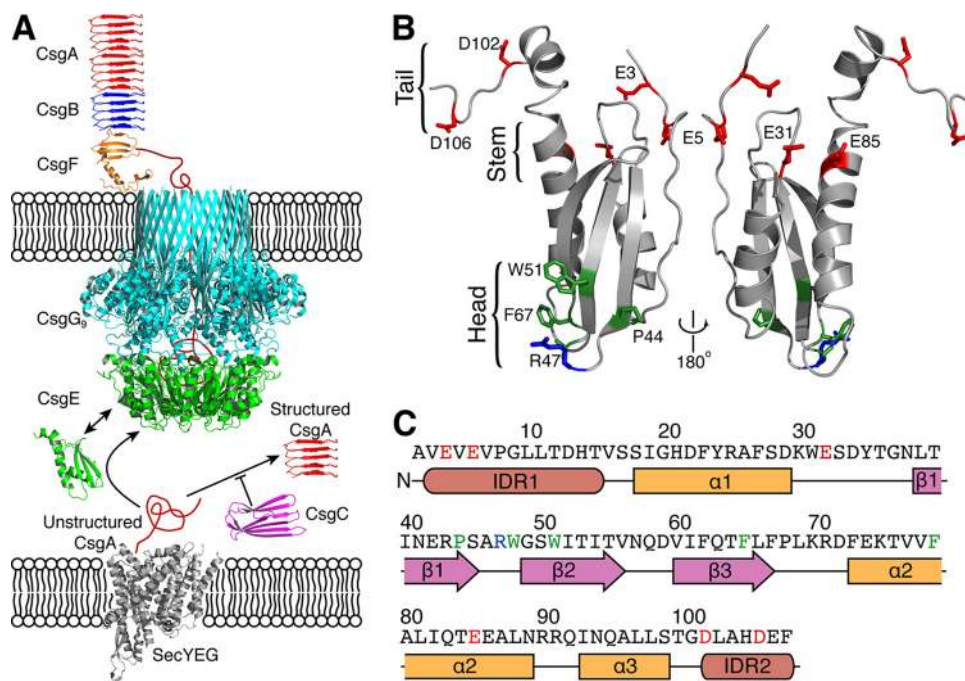 A
CsgA
CsgB
CsgF
CsgG9
CsgE
Structured
CsgA
Unstructured
CsgA
CsgC
SecYEG
B
Tail
Stem
Head
D102
D106
E3
E5
E31
E85
W51
F67
R47
P44
180°
C
10 20 30
AVEVEVPGLLTDHTVSSIGHDFYRAFSDKWESDYTGNLT
N IDR1 α1 β1
40 50 60 70
INERPSARWGSWITITVNQDVIFQTFLFPLKRDFEKTVVF
β1 β2 β3 α2
80 90 100
ALIQTEEALNRRQINQALLSTGDLAHDEF
α2 α3 IDR2